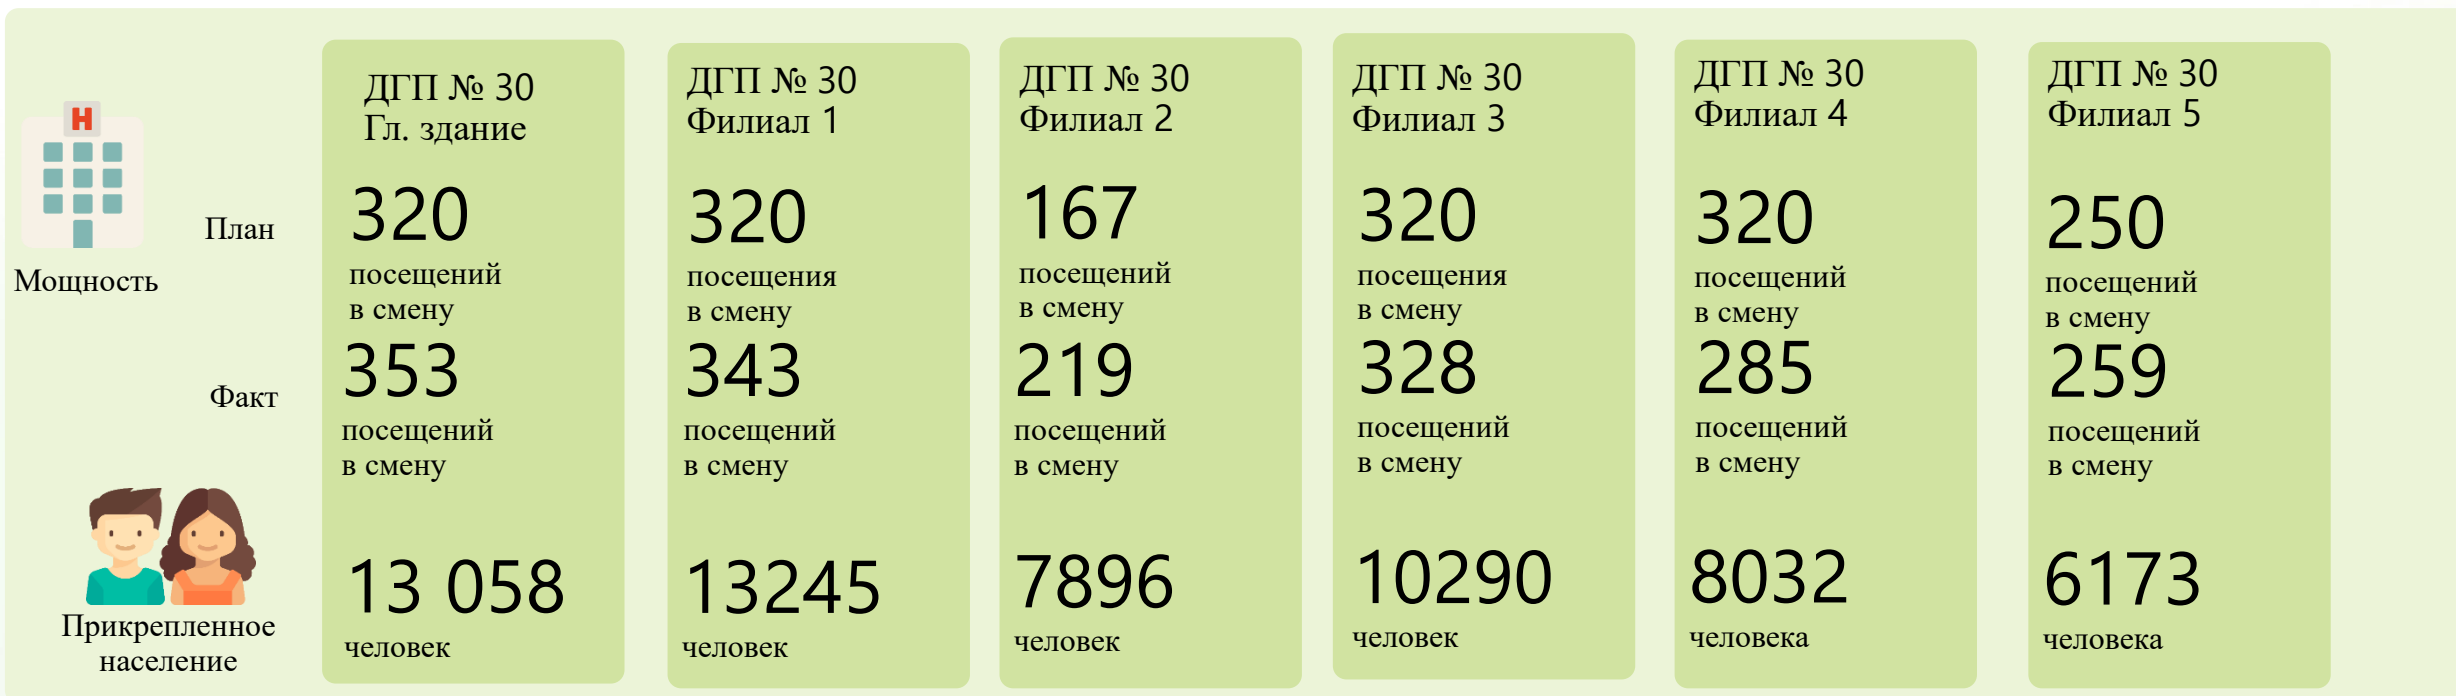 H
Мощность
План
Факт
Прикрепленное
население
ДГП № 30
Гл. здание
320
посещений
в смену
353
посещений
в смену
13 058
человек
ДГП № 30
Филиал 1
320
посещения
в смену
343
посещений
в смену
13245
человек
ДГП № 30
Филиал 2
167
посещений
в смену
219
посещений
в смену
7896
человек
ДГП № 30
Филиал 3
320
посещения
в смену
328
посещений
в смену
10290
человек
ДГП № 30
Филиал 4
320
посещений
в смену
285
посещений
в смену
8032
человека
ДГП № 30
Филиал 5
250
посещений
в смену
259
посещений
в смену
6173
человека